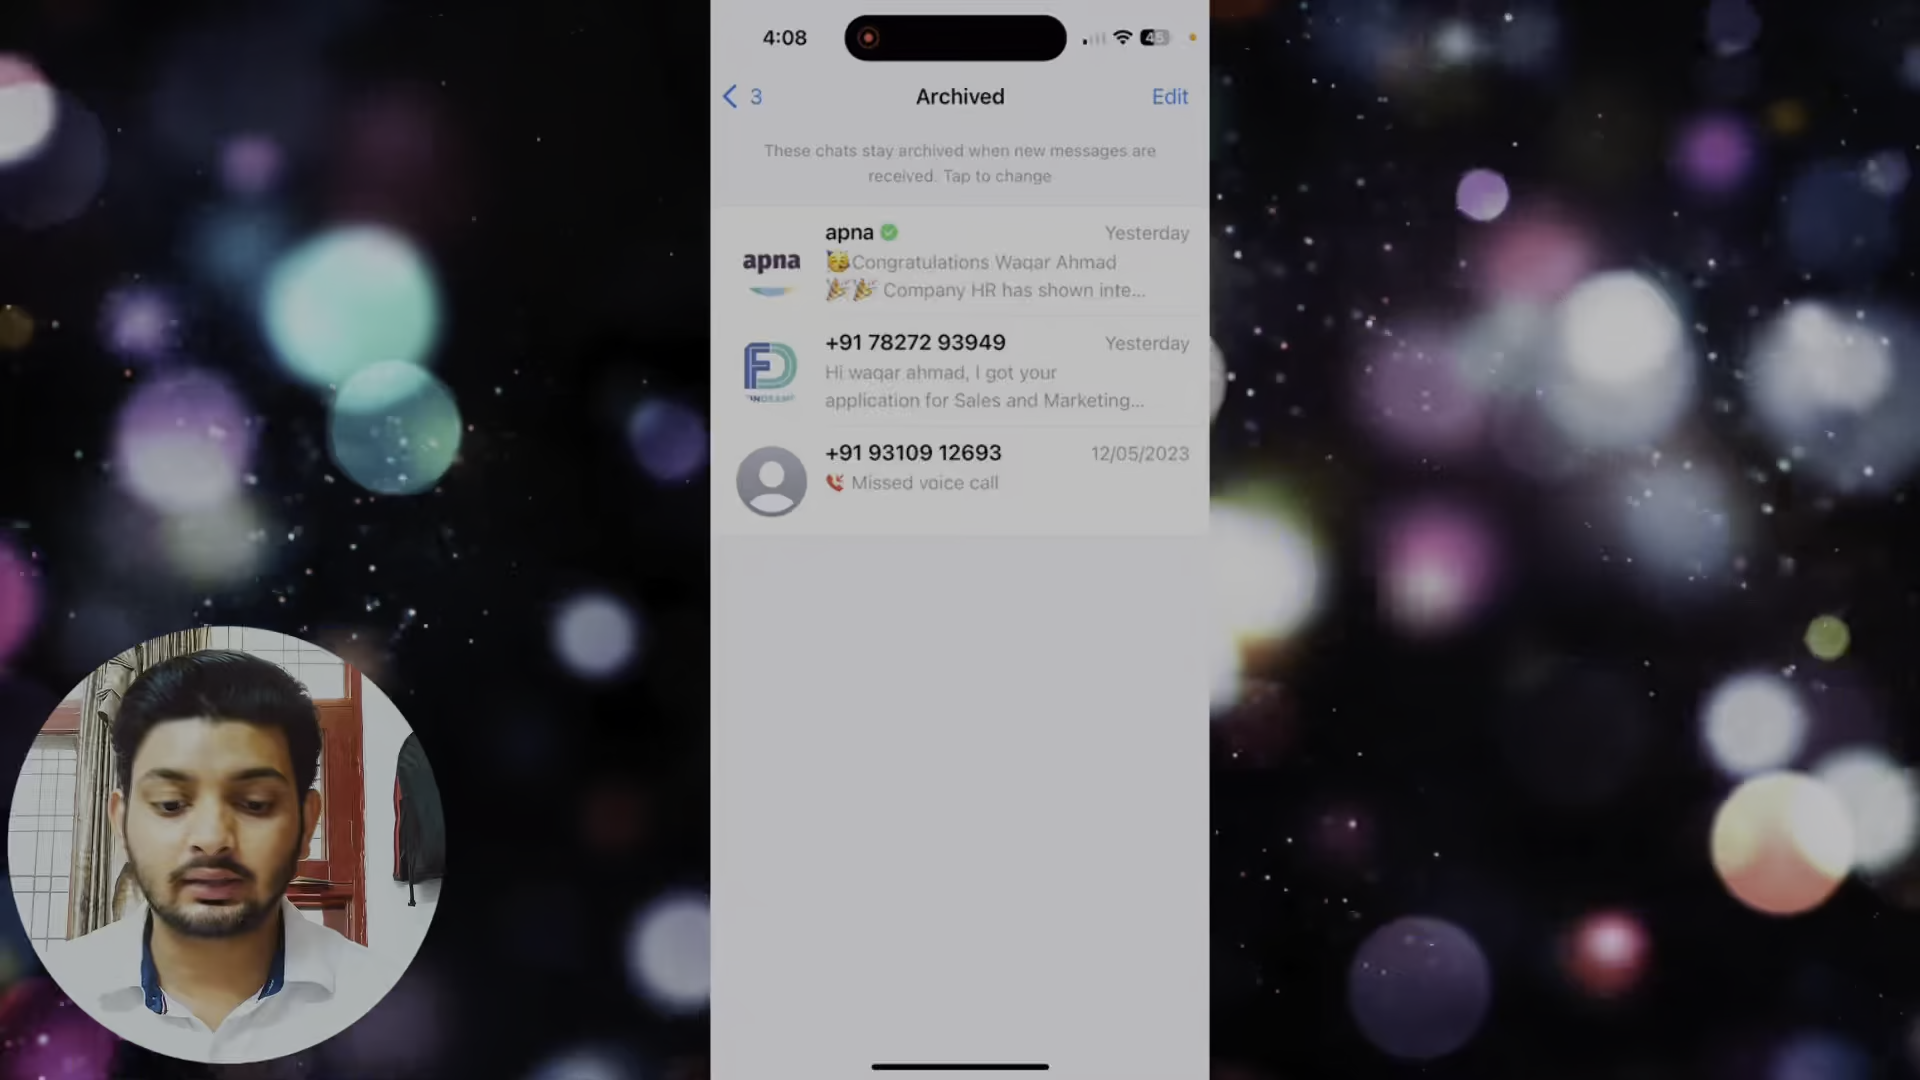 4:08
45
3
Archived
Edit
These chats stay archived when new messages are
received. Tap to change
apna
Yesterday
apna
🥳Congratulations Waqar Ahmad
🎉🎉 Company HR has shown inte...
+91 78272 93949
Yesterday
FD
Hi waqar ahmad, I got your
application for Sales and Marketing...
+91 93109 12693
12/05/2023
Missed voice call